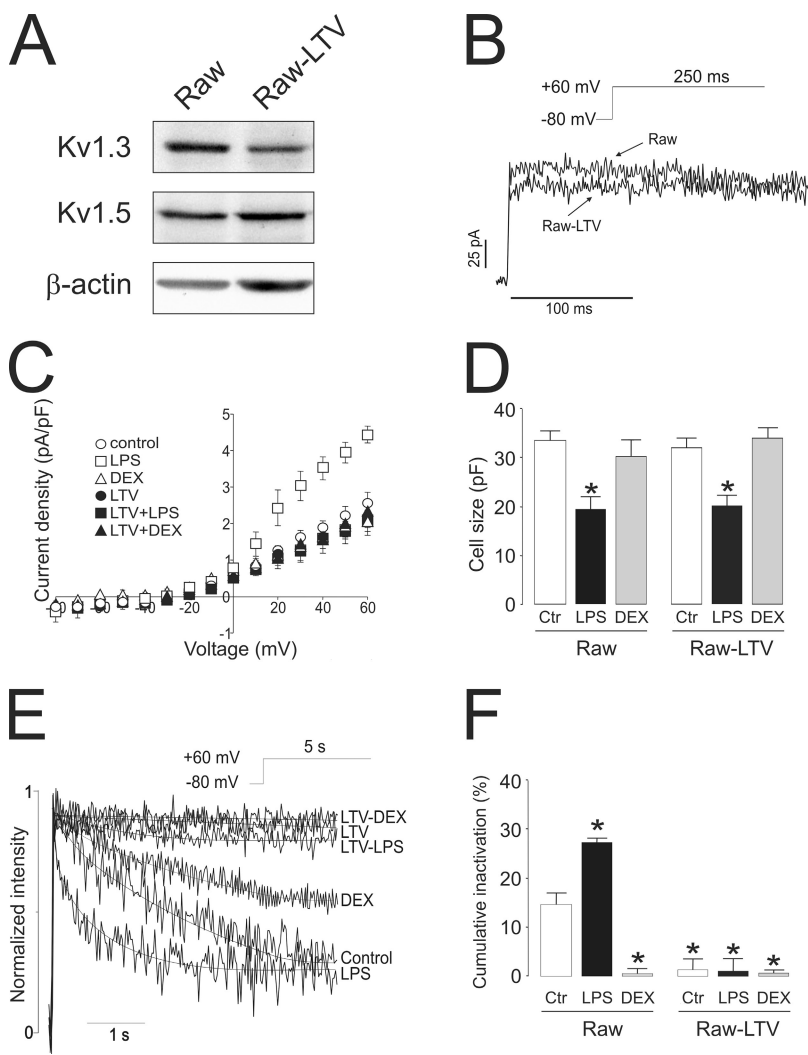 A
Raw
Raw-LTV
Kv1.3
Kv1.5
β-actin
B
+60 mV
250 ms
-80 mV
Raw
Raw-LTV
25 pA
100 ms
C
Current density (pA/pF)
control
LPS
DEX
LTV
LTV+LPS
LTV+DEX
5
4
3
2
1
0
-1
-20 20 40 60
Voltage (mV)
D
Cell size (pF)
40
30
20
10
0
*
*
Ctr LPS DEX Ctr LPS DEX
Raw Raw-LTV
E
+60 mV
5 s
-80 mV
Normalized intensity
1
0
LTV-DEX
LTV
LTV-LPS
DEX
Control
LPS
1 s
F
Cumulative inactivation (%)
40
30
20
10
0
*
*
* * *
Ctr LPS DEX Ctr LPS DEX
Raw Raw-LTV